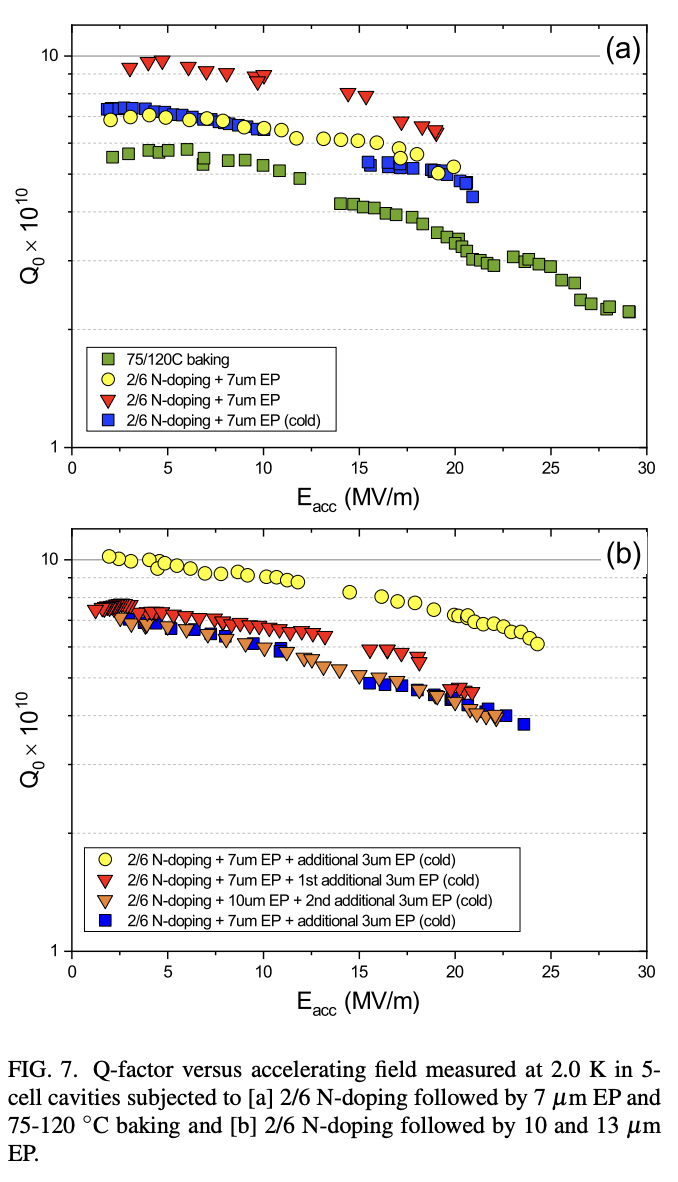 (a)
10
1
Q0 × 10^10
0 5 10 15 20 25 30
Eacc (MV/m)
75/120C baking
2/6 N-doping + 7um EP
2/6 N-doping + 7um EP
2/6 N-doping + 7um EP (cold)
(b)
10
1
Q0 × 10^10
0 5 10 15 20 25 30
Eacc (MV/m)
2/6 N-doping + 7um EP + additional 3um EP (cold)
2/6 N-doping + 7um EP + 1st additional 3um EP (cold)
2/6 N-doping + 10um EP + 2nd additional 3um EP (cold)
2/6 N-doping + 7um EP + additional 3um EP (cold)
FIG. 7. Q-factor versus accelerating field measured at 2.0 K in 5-
cell cavities subjected to [a] 2/6 N-doping followed by 7 μm EP and
75-120 °C baking and [b] 2/6 N-doping followed by 10 and 13 μm
EP.